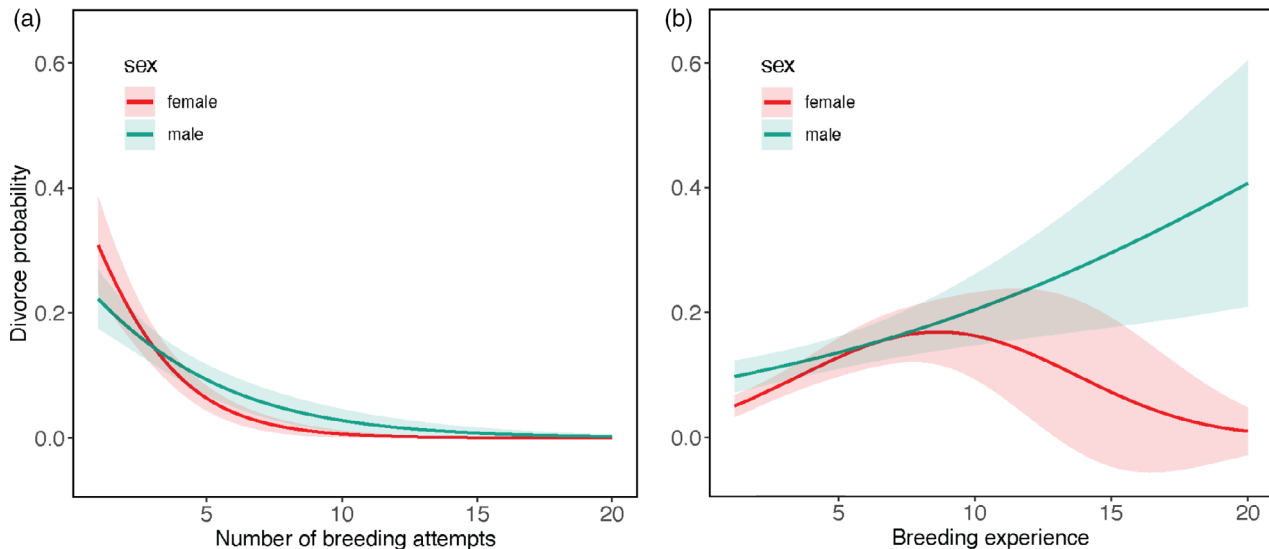 (a)
sex
female
male
Divorce probability
0.6
0.4
0.2
0.0
5
10
15
20
Number of breeding attempts
(b)
sex
female
male
0.6
0.4
0.2
0.0
5
10
15
20
Breeding experience